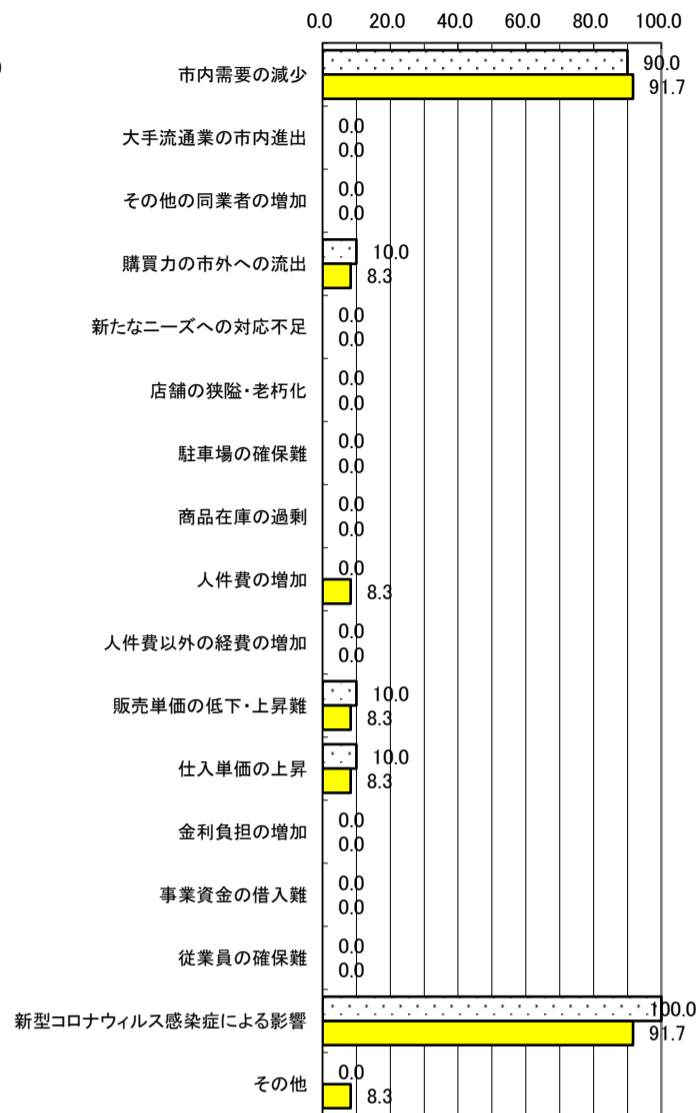 0.0 20.0 40.0 60.0 80.0 100.0
市内需要の減少 90.0
91.7
大手流通業の市内進出 0.0
0.0
その他の同業者の増加 0.0
0.0
購買力の市外への流出 10.0
8.3
新たなニーズへの対応不足 0.0
0.0
店舗の狭隘・老朽化 0.0
0.0
駐車場の確保難 0.0
0.0
商品在庫の過剰 0.0
0.0
人件費の増加 0.0
8.3
人件費以外の経費の増加 0.0
0.0
販売単価の低下・上昇難 10.0
8.3
仕入単価の上昇 10.0
8.3
金利負担の増加 0.0
0.0
事業資金の借入難 0.0
0.0
従業員の確保難 0.0
0.0
新型コロナウィルス感染症による影響 100.0
91.7
その他 0.0
8.3